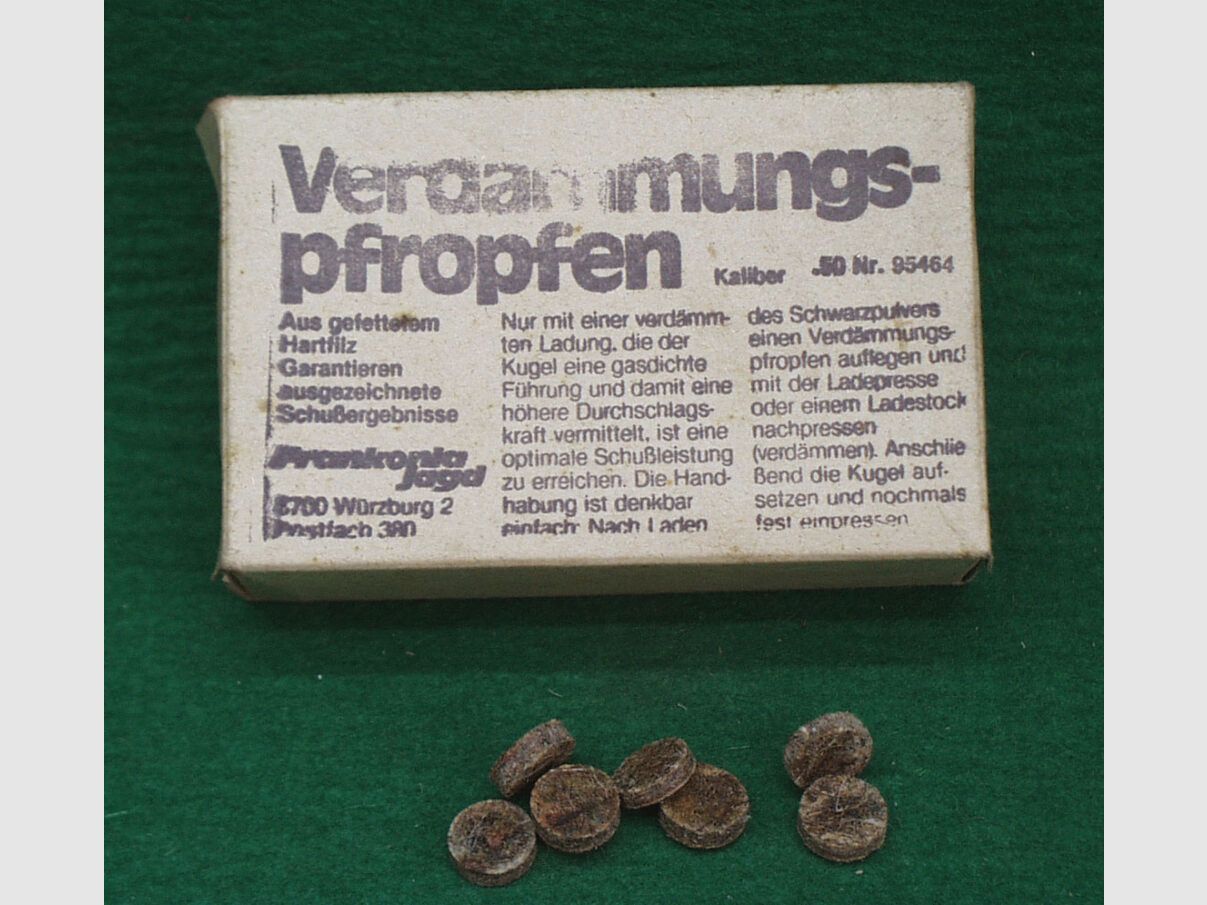 Verdämmungs-
pfropfen
Kaliber .50 Nr. 95464
Aus gefettetem
Hartfilz
Garantieren
ausgezeichnete
Schußergebnisse
Frankonia
Jagd
8700 Würzburg 2
Postfach 380
Nur mit einer verdämm-
ten Ladung, die der
Kugel eine gasdichte
Führung und damit eine
höhere Durchschlags-
kraft vermittelt, ist eine
optimale Schußleistung
zu erreichen. Die Hand-
habung ist denkbar
einfach: Nach Laden
des Schwarzpulvers
einen Verdämmungs-
pfropfen auflegen und
mit der Ladepresse
oder einem Ladestock
nachpressen
(verdämmen). Anschlie
ßend die Kugel auf-
setzen und nochmals
fest einpressen